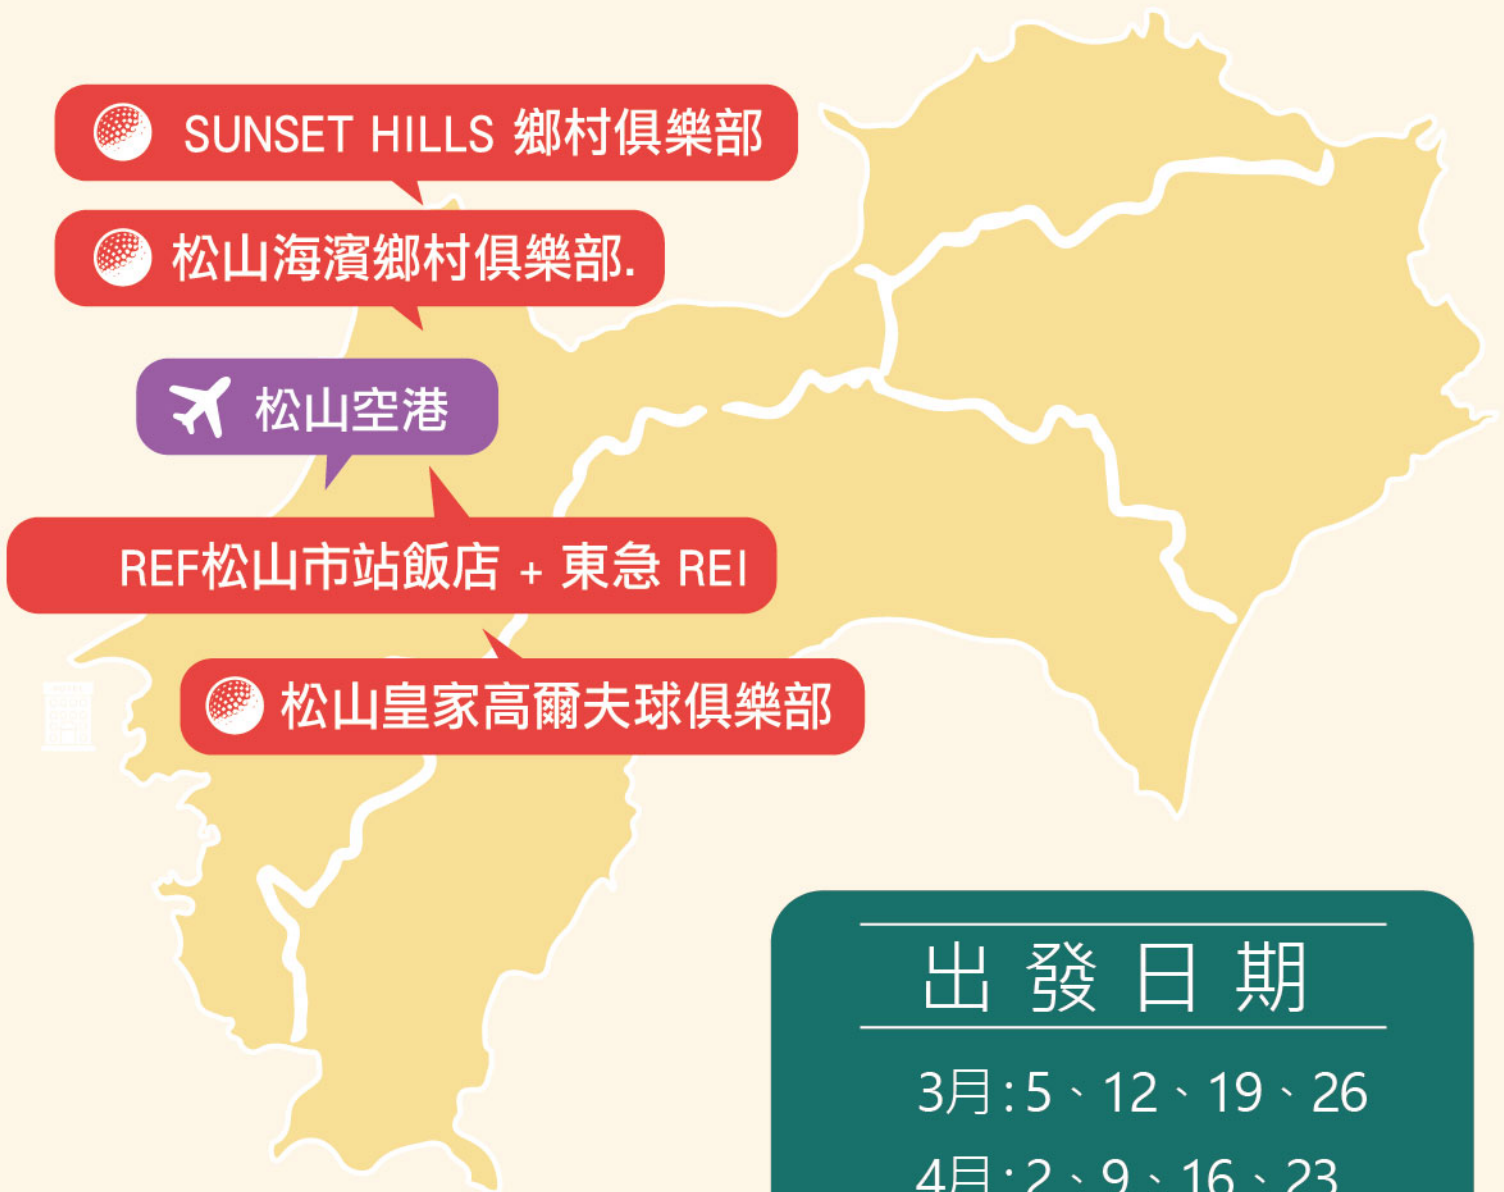 SUNSET HILLS 鄉村俱樂部
松山海濱鄉村俱樂部.
松山空港
REF松山市站飯店 + 東急 REI
松山皇家高爾夫球俱樂部
出發日期
3月:5、12、19、26
4月:2、9、16、23